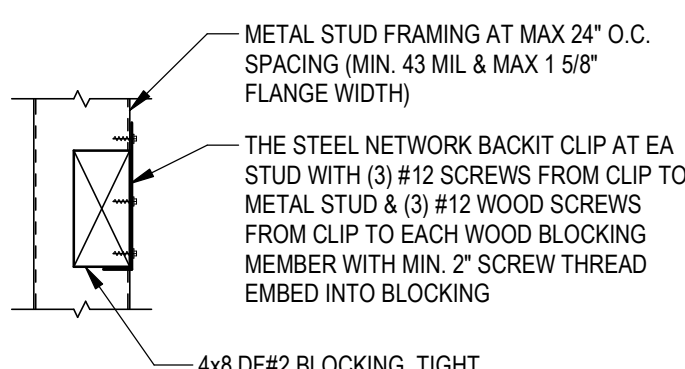 METAL STUD FRAMING AT MAX 24" O.C.
SPACING (MIN. 43 MIL & MAX 1 5/8"
FLANGE WIDTH)
THE STEEL NETWORK BACKIT CLIP AT EA
STUD WITH (3) #12 SCREWS FROM CLIP TO
METAL STUD & (3) #12 WOOD SCREWS
FROM CLIP TO EACH WOOD BLOCKING
MEMBER WITH MIN. 2" SCREW THREAD
EMBED INTO BLOCKING
4x8 DF#2 BLOCKING, TIGHT